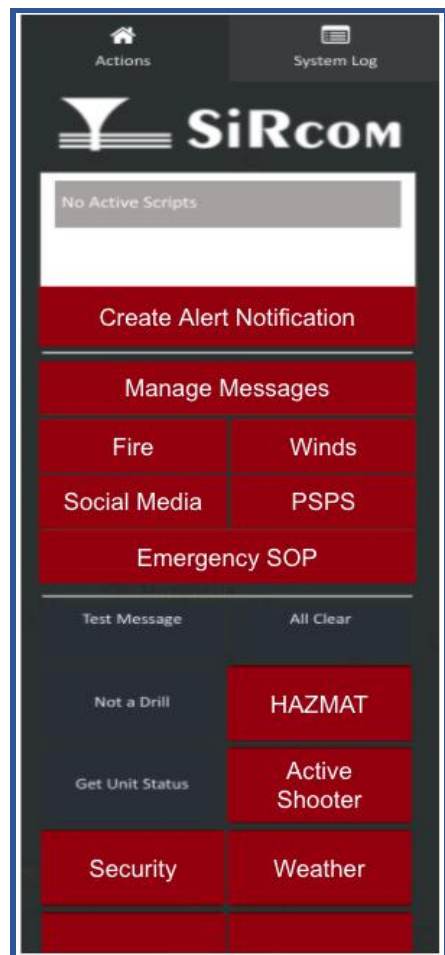 Actions
System Log
SiRCOM
No Active Scripts
Create Alert Notification
Manage Messages
Fire
Winds
Social Media
PSPS
Emergency SOP
Test Message
All Clear
Not a Drill
HAZMAT
Get Unit Status
Active
Shooter
Security
Weather